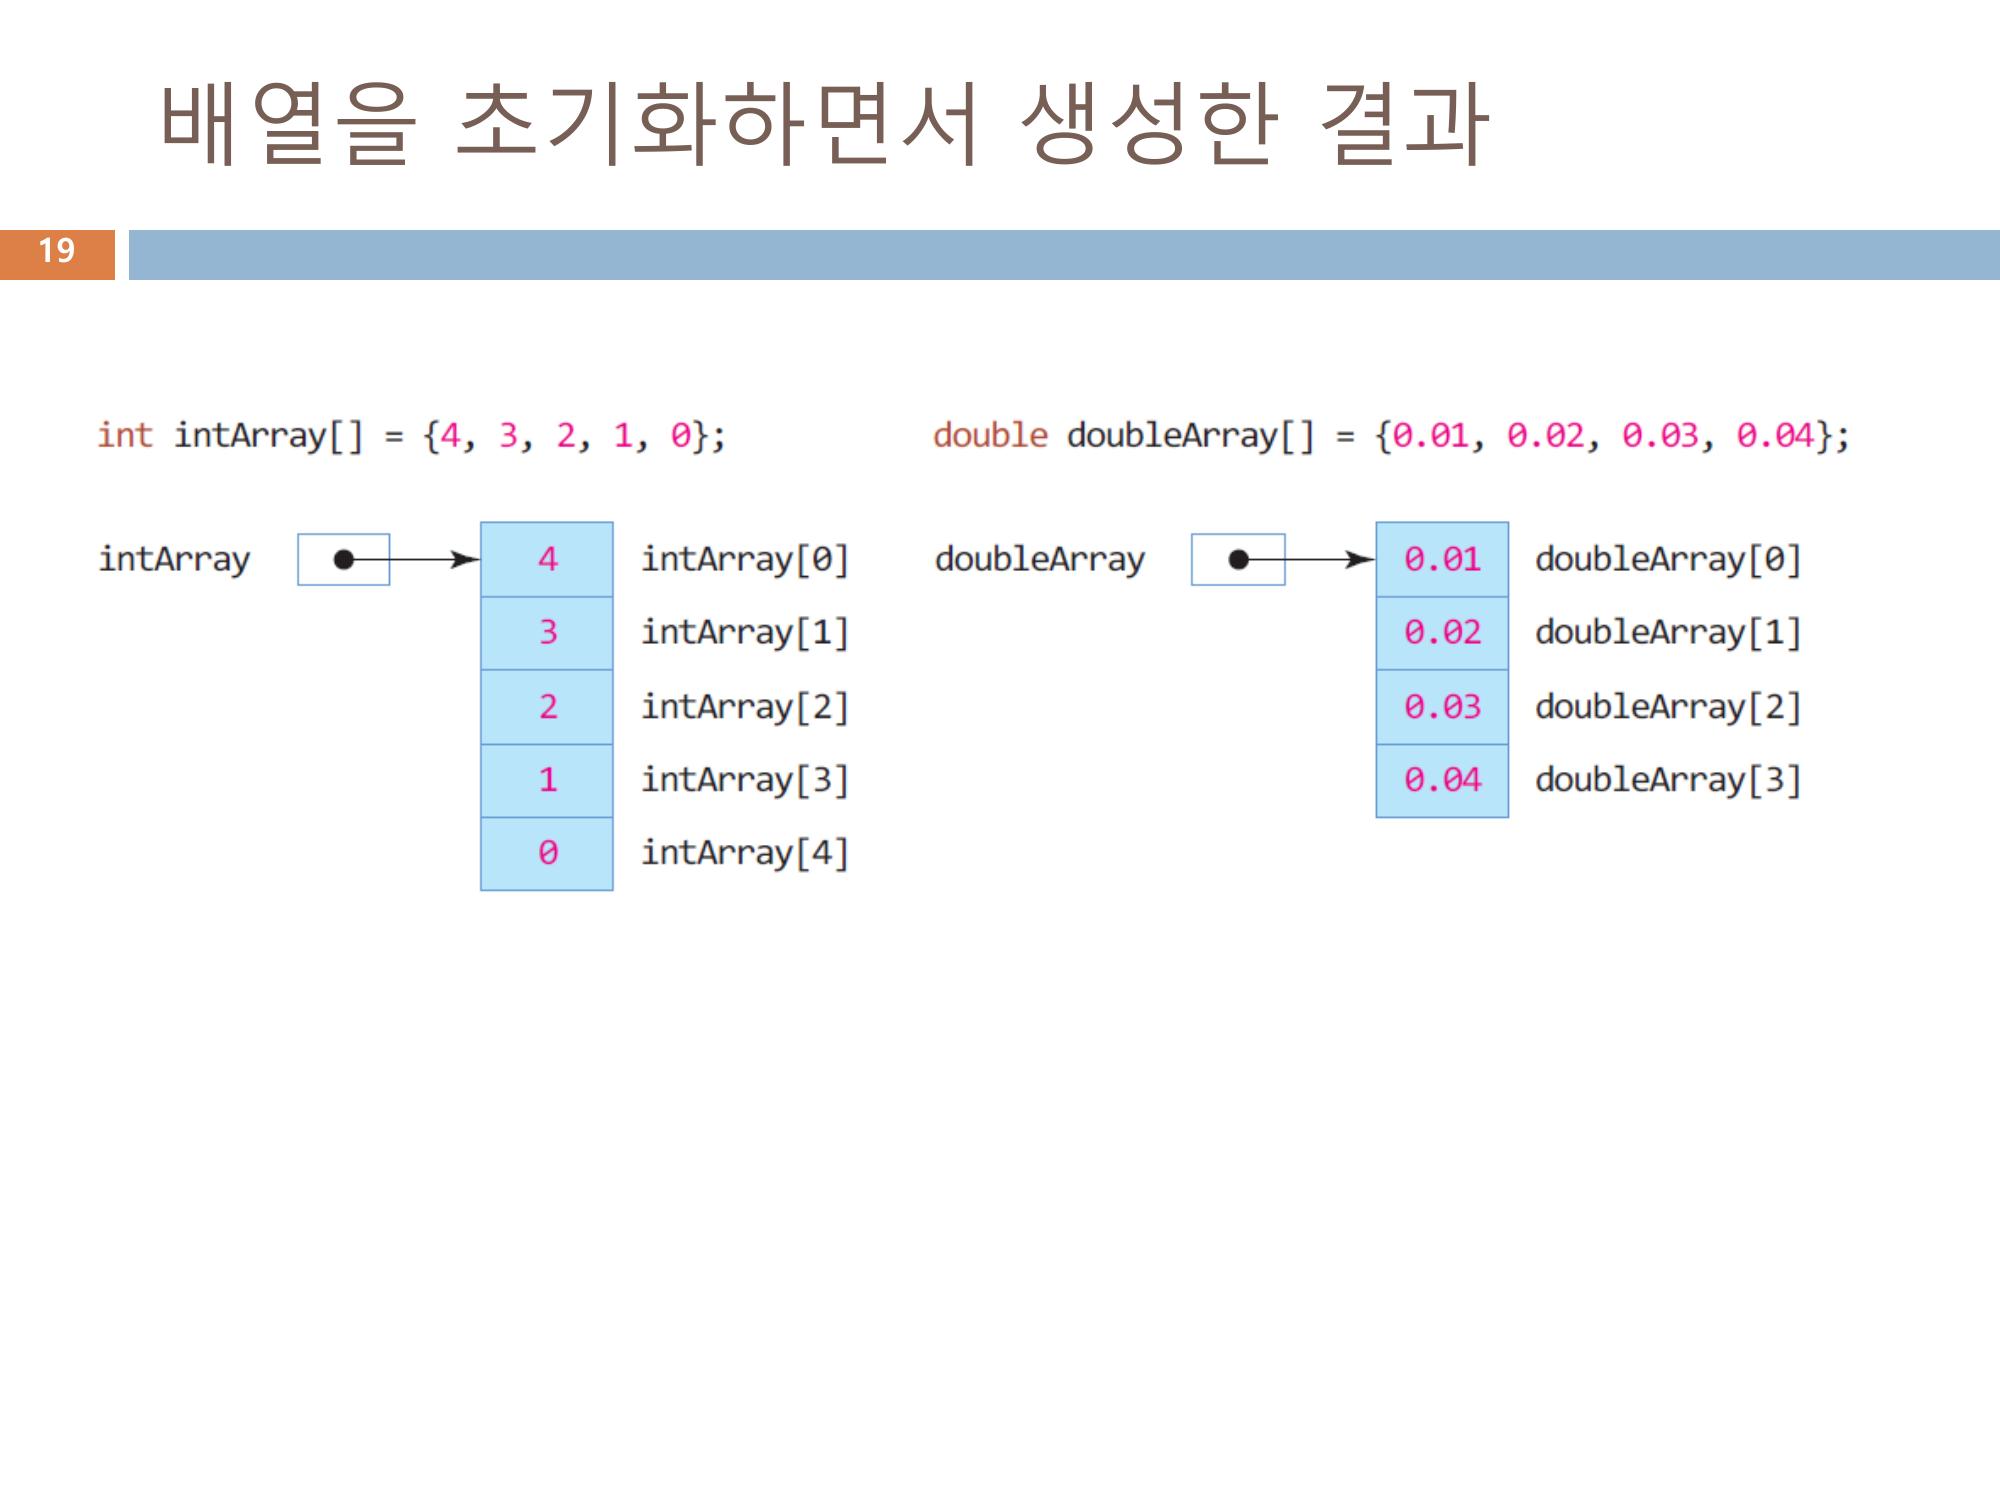 배열을 초기화하면서 생성한 결과
19
int intArray[] = {4, 3, 2, 1, 0};
intArray
4 intArray[0]
3 intArray[1]
2 intArray[2]
1 intArray[3]
0 intArray[4]
double doubleArray[] = {0.01, 0.02, 0.03, 0.04};
doubleArray
0.01 doubleArray[0]
0.02 doubleArray[1]
0.03 doubleArray[2]
0.04 doubleArray[3]